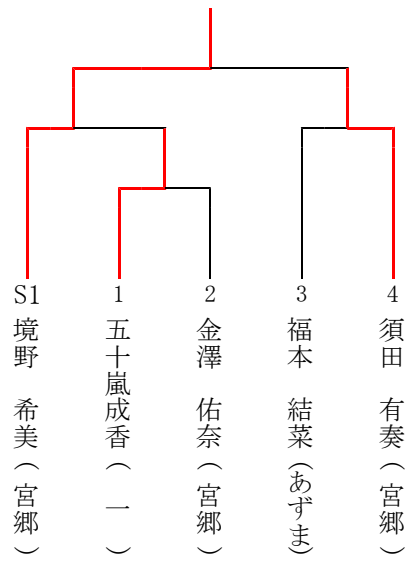 S1 境野 希美（宮郷）
1 五十嵐成香（一）
2 金澤 佑奈（宮郷）
3 福本 結菜（あずま）
4 須田 有奏（宮郷）